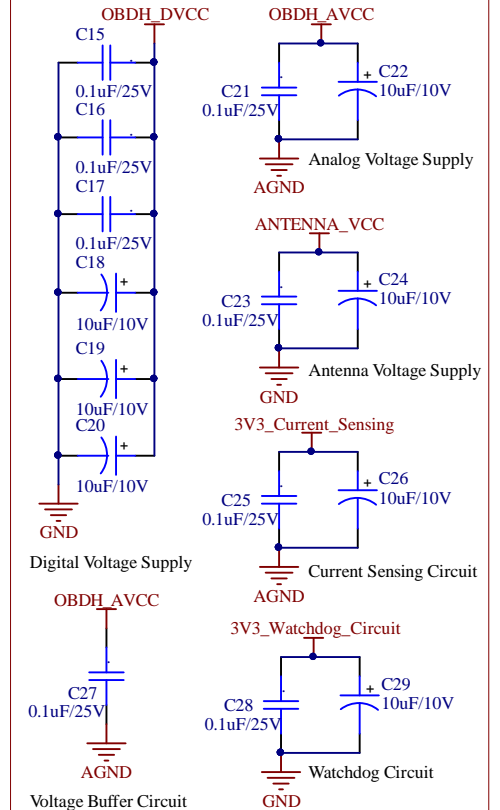 OBDH_DVCC
C15
0.1uF/25V
C16
0.1uF/25V
C17
0.1uF/25V
C18
+
10uF/10V
C19
+
10uF/10V
C20
+
10uF/10V
GND
Digital Voltage Supply
OBDH_AVCC
C21
0.1uF/25V
+
C22
10uF/10V
AGND
Analog Voltage Supply
ANTENNA_VCC
C23
0.1uF/25V
+
C24
10uF/10V
GND
Antenna Voltage Supply
3V3_Current_Sensing
C25
0.1uF/25V
+
C26
10uF/10V
AGND
Current Sensing Circuit
OBDH_AVCC
C27
0.1uF/25V
AGND
Voltage Buffer Circuit
3V3_Watchdog_Circuit
C28
0.1uF/25V
+
C29
10uF/10V
GND
Watchdog Circuit